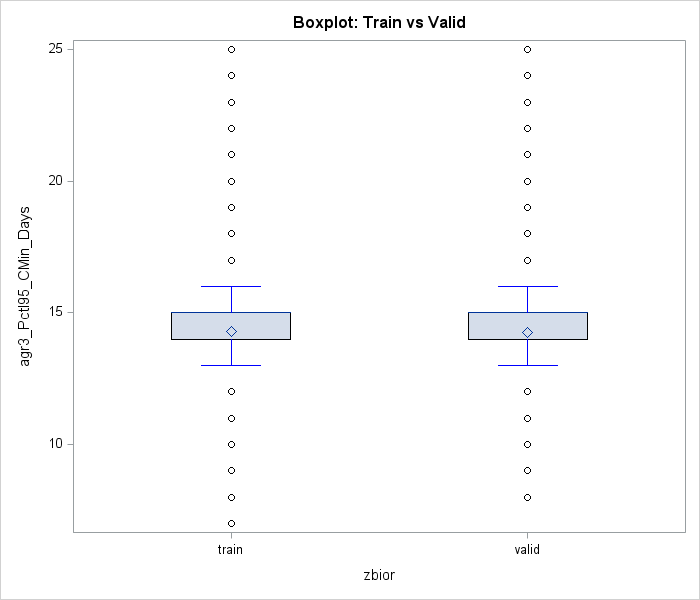 Boxplot: Train vs Valid
25
20
15
10
agr3_Pctl95_CMin_Days
train
valid
zbior